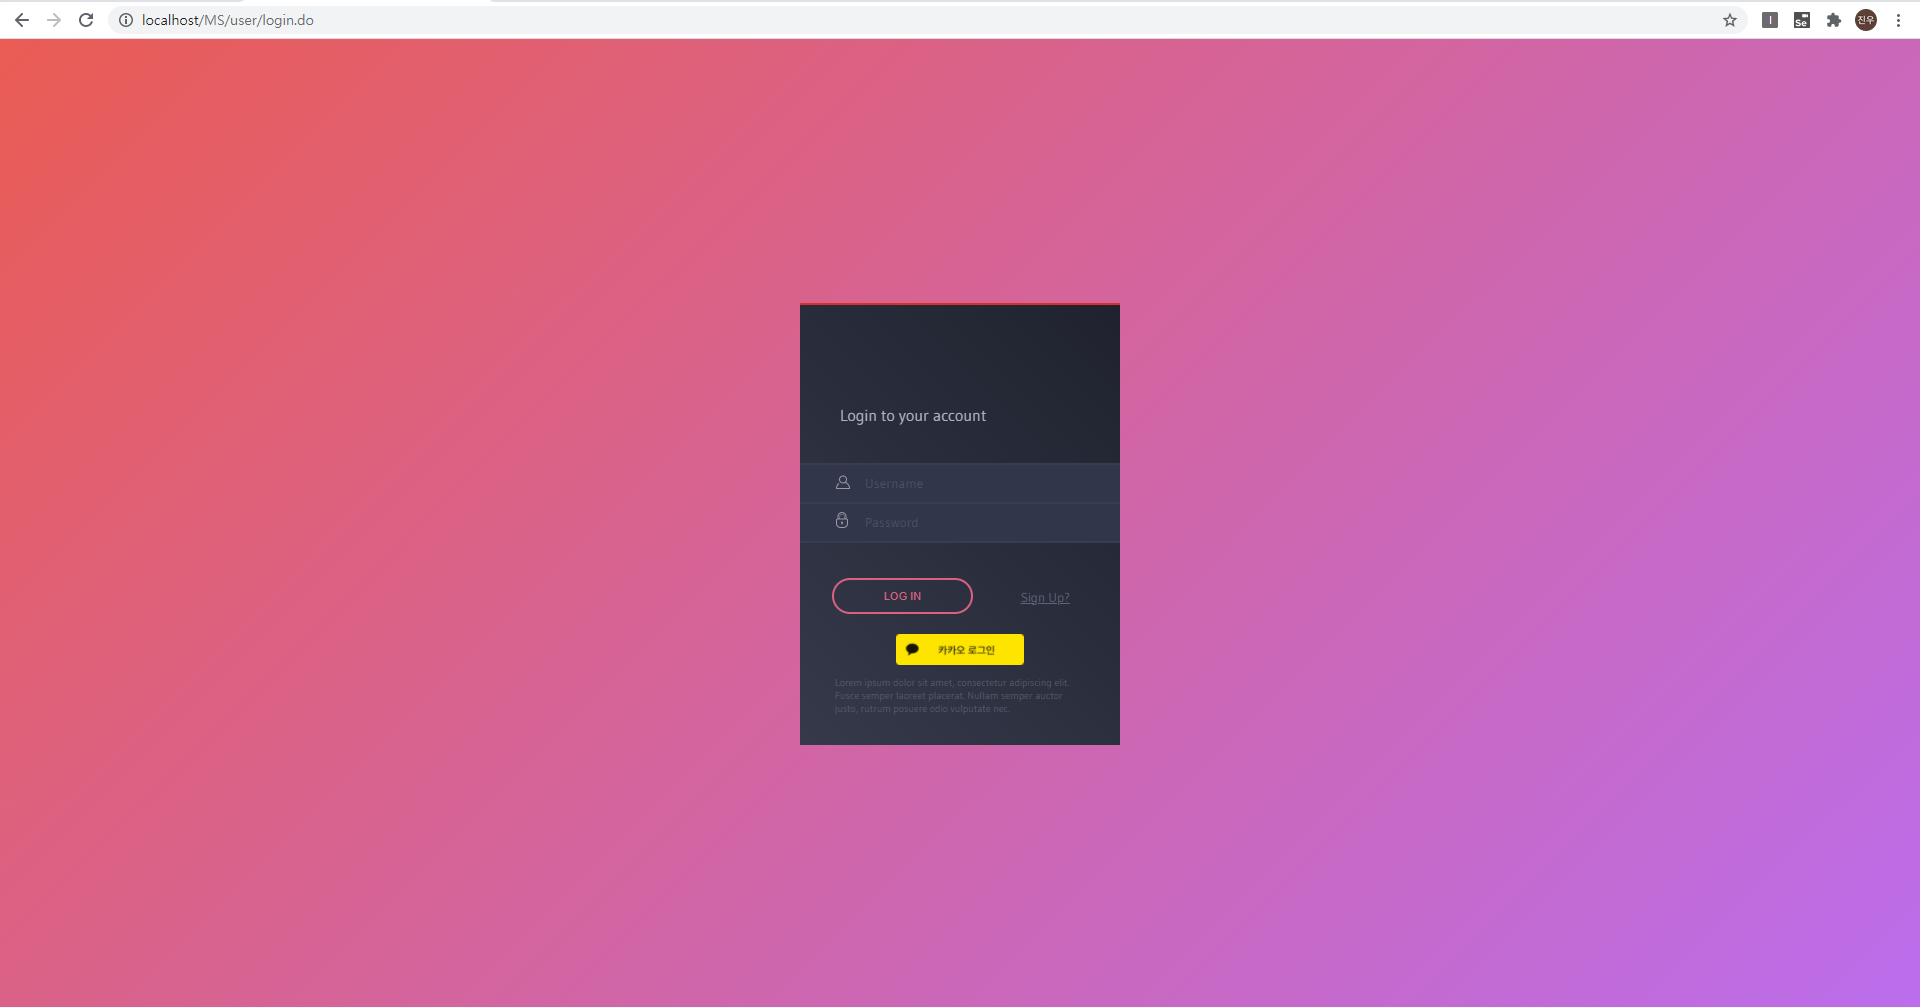 localhost/MS/user/login.do
I
Se
진우
Login to your account
Username
Password
LOG IN
Sign Up?
카카오 로그인
Lorem ipsum dolor sit amet, consectetur adipiscing elit.
Fusce semper laoreet placerat. Nullam semper auctor
justo, rutrum posuere odio vulputate nec.